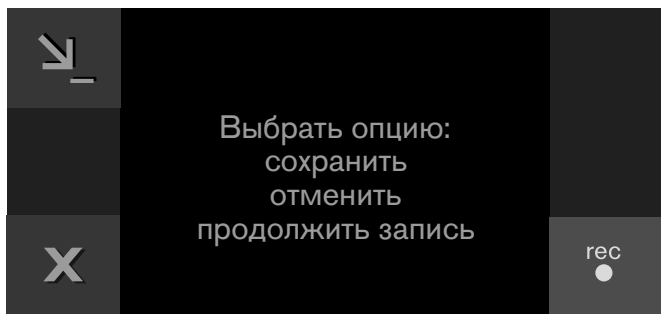 Выбрать опцию:
сохранить
отменить
продолжить запись
X
rec